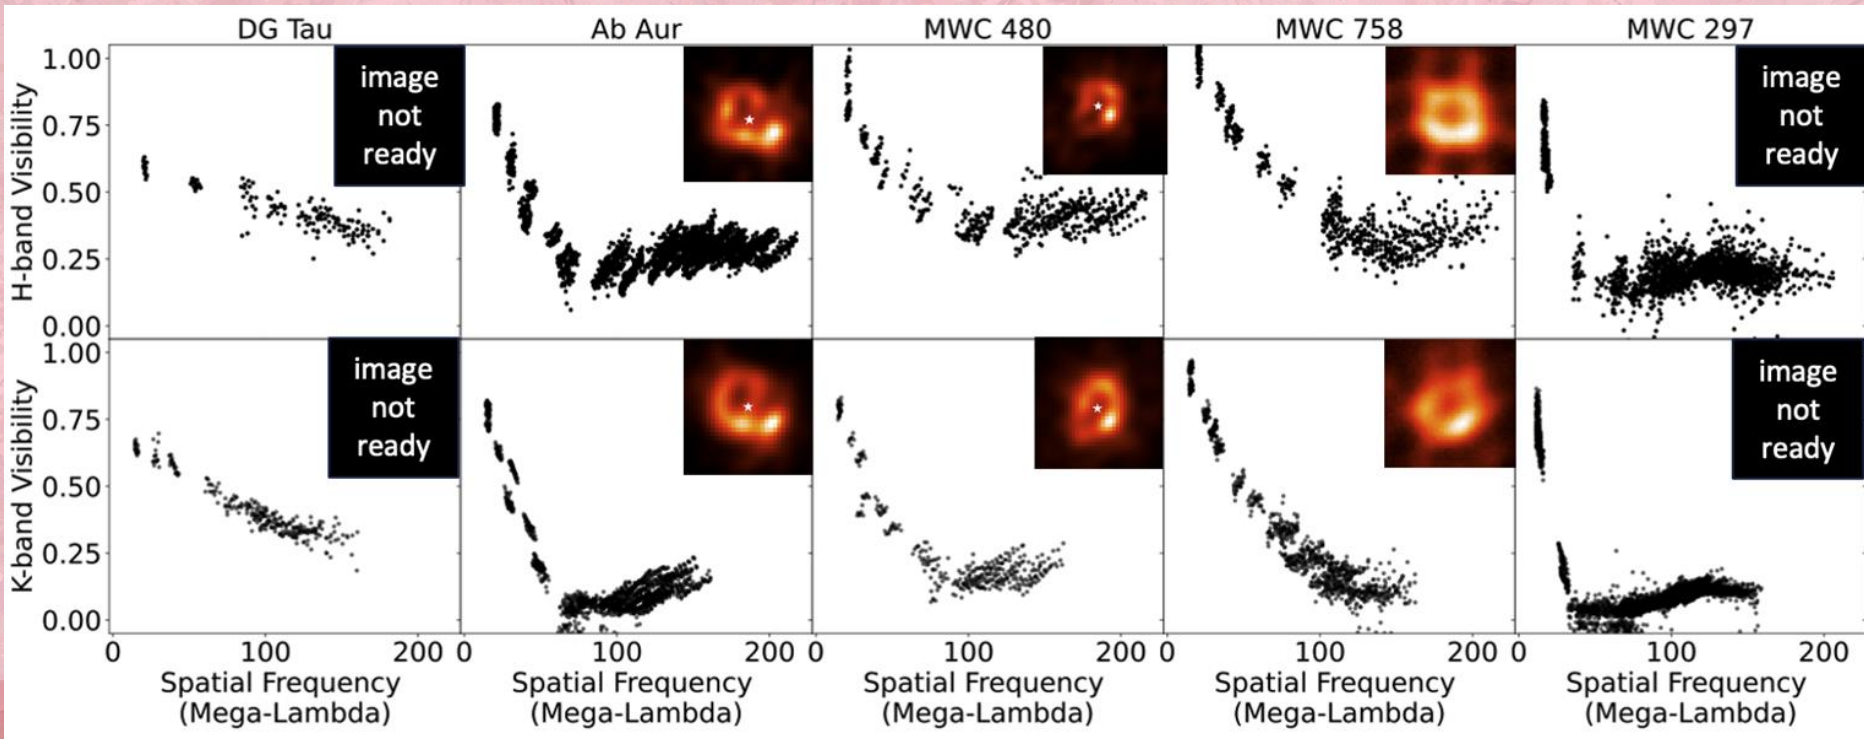 DG Tau
Ab Aur
MWC 480
MWC 758
MWC 297
H-band Visibility
1.00
0.75
0.50
0.25
0.00
image
not
ready
image
not
ready
K-band Visibility
1.00
0.75
0.50
0.25
0.00
image
not
ready
image
not
ready
0 100 200
0 100 200
0 100 200
0 100 200
0 100 200
Spatial Frequency
(Mega-Lambda)
Spatial Frequency
(Mega-Lambda)
Spatial Frequency
(Mega-Lambda)
Spatial Frequency
(Mega-Lambda)
Spatial Frequency
(Mega-Lambda)